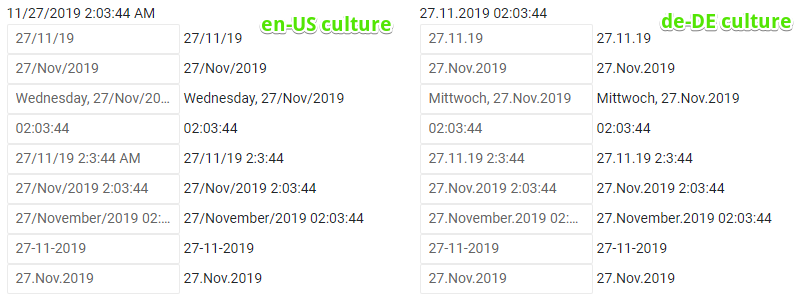 11/27/2019 2:03:44 AM
en-US culture
27/11/19 27/11/19
27/Nov/2019 27/Nov/2019
Wednesday, 27/Nov/20... Wednesday, 27/Nov/2019
02:03:44 02:03:44
27/11/19 2:3:44 AM 27/11/19 2:3:44
27/Nov/2019 2:03:44 27/Nov/2019 2:03:44
27/November/2019 02:... 27/November/2019 02:03:44
27-11-2019 27-11-2019
27.Nov.2019 27.Nov.2019
27.11.2019 02:03:44
de-DE culture
27.11.19 27.11.19
27.Nov.2019 27.Nov.2019
Mittwoch, 27.Nov.2019 Mittwoch, 27.Nov.2019
02:03:44 02:03:44
27.11.19 2:3:44 27.11.19 2:3:44
27.Nov.2019 2:03:44 27.Nov.2019 2:03:44
27.November.2019 02:... 27.November.2019 02:03:44
27-11-2019 27-11-2019
27.Nov.2019 27.Nov.2019